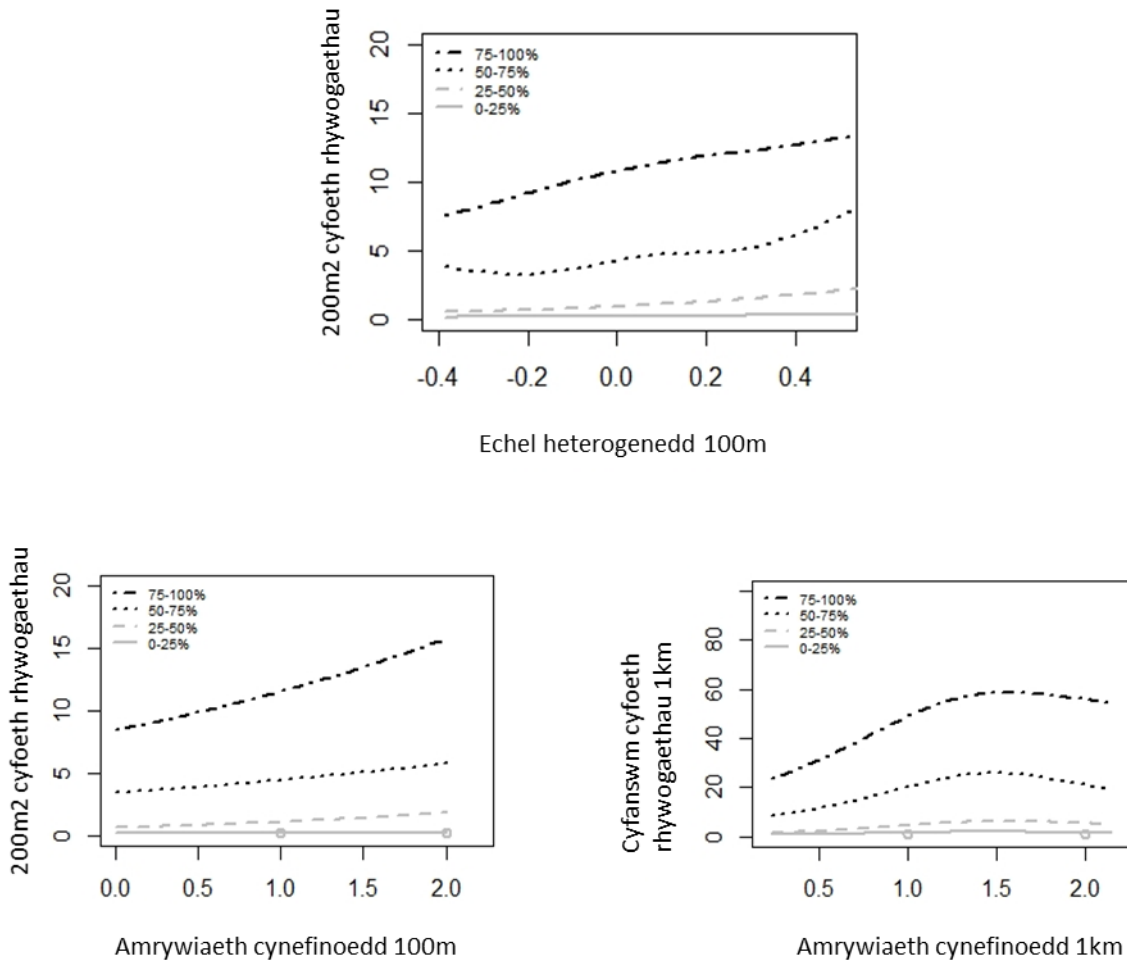 200m2 cyfoeth rhywogaethau
20
15
10
5
0
75-100%
50-75%
25-50%
0-25%
-0.4 -0.2 0.0 0.2 0.4
Echel heterogenedd 100m
200m2 cyfoeth rhywogaethau
20
15
10
5
0
75-100%
50-75%
25-50%
0-25%
0.0 0.5 1.0 1.5 2.0
Amrywiaeth cynefinoedd 100m
Cyfanswm cyfoeth
rhywogaethau 1km
80
60
40
20
0
75-100%
50-75%
25-50%
0-25%
0.5 1.0 1.5 2.0
Amrywiaeth cynefinoedd 1km